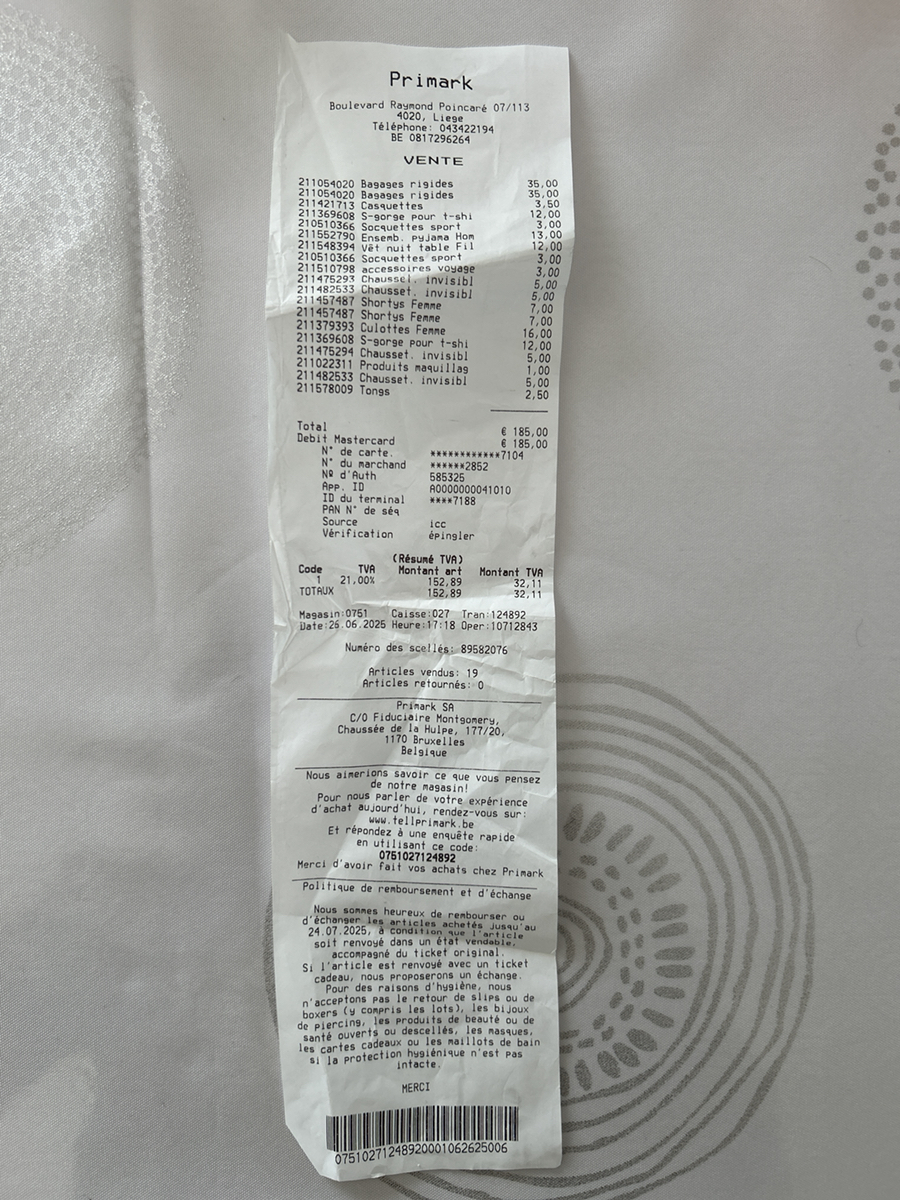 Primark
Boulevard Raymond Poincaré 07/113
4020, Liege
Téléphone: 043422194
BE 0817296264
VENTE
211054020 Bagages rigides 35,00
211054020 Bagages rigides 35,00
211421713 Casquettes 3,50
211369608 S-gorge pour t-shi 12,00
210510366 Socquettes sport 3,00
211552790 Ensemb. pyjama Hom 13,00
211548394 Vêt nuit table Fil 12,00
210510366 Socquettes sport 3,00
211510798 accessoires voyage 3,00
211475293 Chausset. invisibl 5,00
211482533 Chausset. invisibl 5,00
211457487 Shortys Femme 7,00
211457487 Shortys Femme 7,00
211379393 Culottes Femme 16,00
211369608 S-gorge pour t-shi 12,00
211475294 Chausset. invisibl 5,00
211022311 Produits maquillag 1,00
211482533 Chausset. invisibl 5,00
211578009 Tongs 2,50
Total € 185,00
Debit Mastercard € 185,00
N° de carte. ************7104
N° du marchand ******2852
Nº d'Auth 585325
App. ID A0000000041010
ID du terminal ****7188
PAN N° de séq
Source icc
Vérification épingler
(Résumé TVA)
Code TVA Montant art Montant TVA
1 21,00% 152,89 32,11
TOTAUX 152,89 32,11
Magasin:0751 Caisse:027 Tran:124892
Date:26.06.2025 Heure:17:18 Oper:10712843
Numéro des scellés: 89582076
Articles vendus: 19
Articles retournés: 0
Primark SA
C/O Fiduciaire Montgomery,
Chaussée de la Hulpe, 177/20,
1170 Bruxelles
Belgique
Nous aimerions savoir ce que vous pensez
de notre magasin!
Pour nous parler de votre expérience
d'achat aujourd'hui, rendez-vous sur:
www.tellprimark.be
Et répondez à une enquête rapide
en utilisant ce code:
0751027124892
Merci d'avoir fait vos achats chez Primark
Politique de remboursement et d'échange
Nous sommes heureux de rembourser ou
d'échanger les articles achetés jusqu'au
24.07.2025, à condition que l'article
soit renvoyé dans un état vendable,
accompagné du ticket original.
Si l'article est renvoyé avec un ticket
cadeau, nous proposerons un échange.
Pour des raisons d'hygiène, nous
n'acceptons pas le retour de slips ou de
boxers (y compris les lots), les bijoux
de piercing, les produits de beauté ou de
santé ouverts ou descellés, les masques,
les cartes cadeaux ou les maillots de bain
si la protection hygiénique n'est pas
intacte.
MERCI
07510271248920001062625006